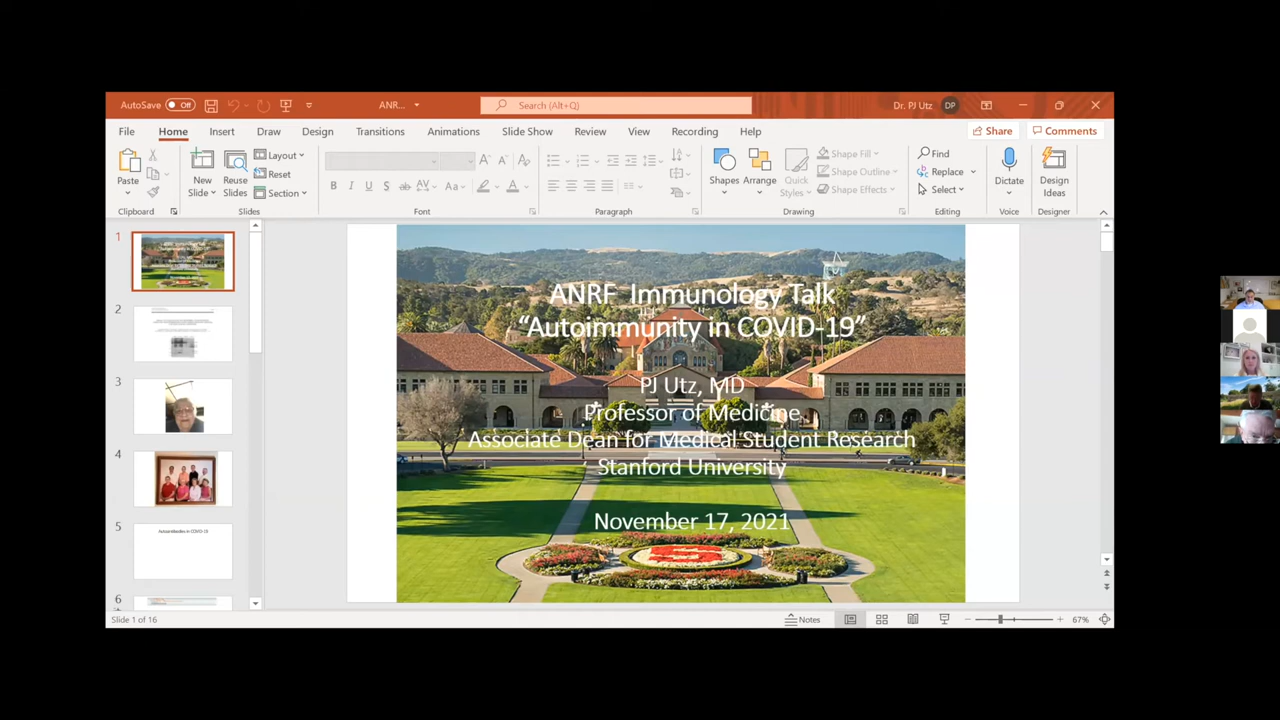 AutoSave Off
ANR...
Search (Alt+Q)
Dr. PJ Utz
DP
File Home Insert Draw Design Transitions Animations Slide Show Review View Recording Help
Share
Comments
Paste
Clipboard
New
Slide
Reuse
Slides
Layout
Reset
Section
Slides
Font
Paragraph
Shapes
Arrange
Quick
Styles
Shape Fill
Shape Outline
Shape Effects
Drawing
Find
Replace
Select
Editing
Dictate
Voice
Design
Ideas
Designer
1
2
3
4
5
Autoantibodies in COVID-19
6
ANRF Immunology Talk
“Autoimmunity in COVID-19”
PJ Utz, MD
Professor of Medicine
Associate Dean for Medical Student Research
Stanford University
November 17, 2021
Slide 1 of 16
Notes
67%